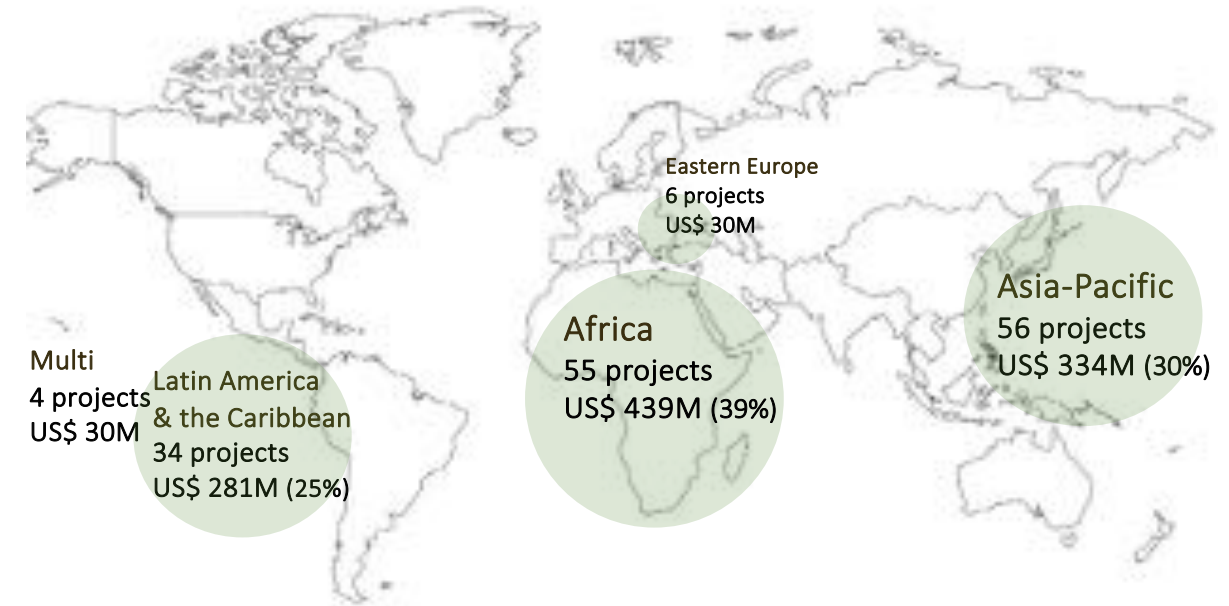 Eastern Europe
6 projects
US$ 30M
Asia-Pacific
56 projects
US$ 334M (30%)
Africa
55 projects
US$ 439M (39%)
Multi
4 projects
US$ 30M
Latin America
& the Caribbean
34 projects
US$ 281M (25%)